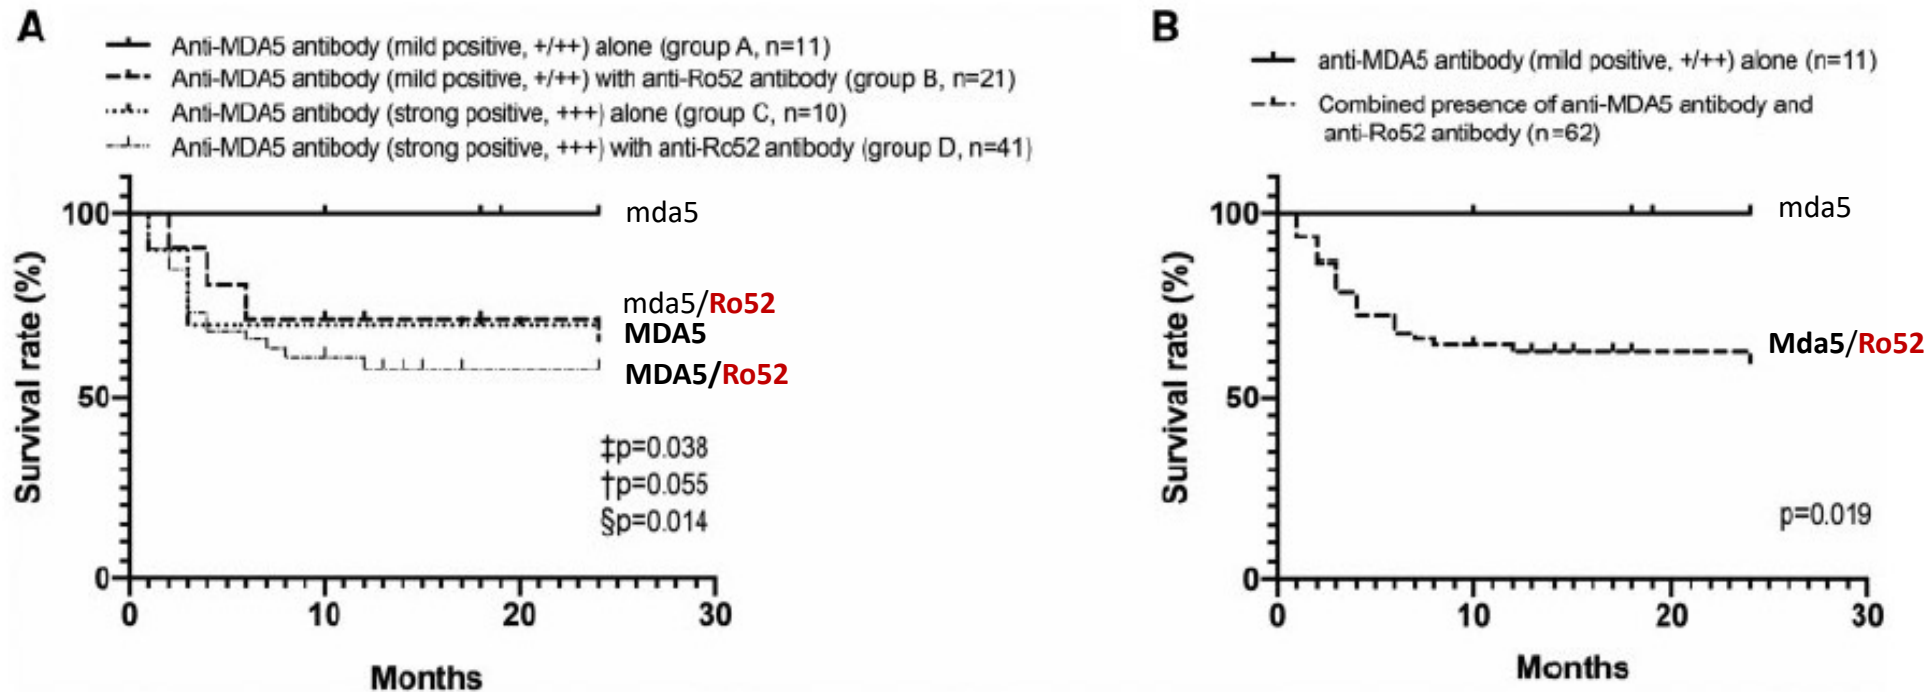 A
Anti-MDA5 antibody (mild positive, +/++) alone (group A, n=11)
Anti-MDA5 antibody (mild positive, +/++) with anti-Ro52 antibody (group B, n=21)
Anti-MDA5 antibody (strong positive, +++) alone (group C, n=10)
Anti-MDA5 antibody (strong positive, +++) with anti-Ro52 antibody (group D, n=41)
Survival rate (%)
100
50
0
mda5
mda5/Ro52
MDA5
MDA5/Ro52
‡p=0.038
†p=0.055
§p=0.014
0 10 20 30
Months
B
anti-MDA5 antibody (mild positive, +/++) alone (n=11)
Combined presence of anti-MDA5 antibody and
anti-Ro52 antibody (n=62)
Survival rate (%)
100
50
0
mda5
Mda5/Ro52
p=0.019
0 10 20 30
Months